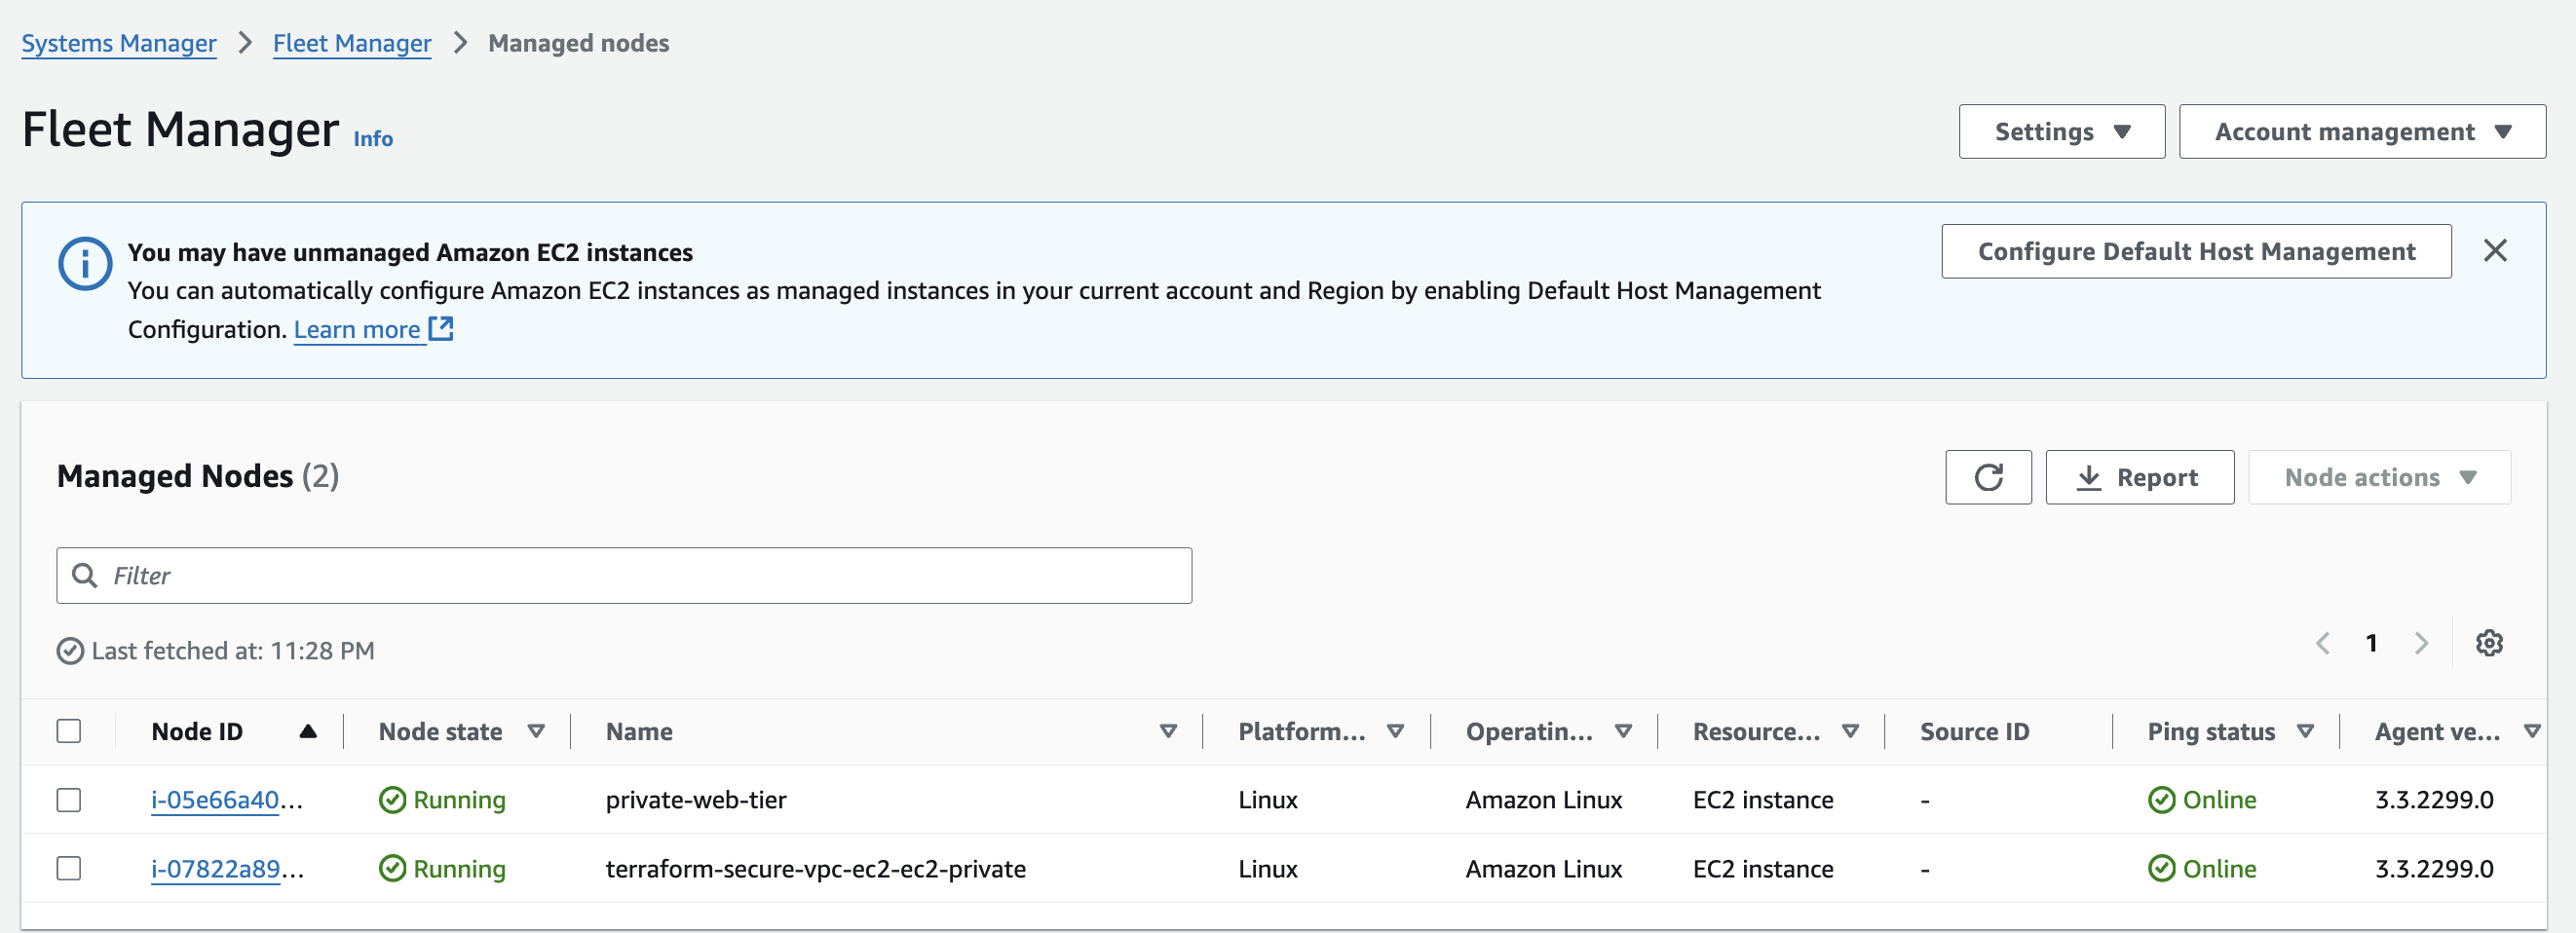 Systems Manager > Fleet Manager > Managed nodes
Fleet Manager Info
Settings Account management
You may have unmanaged Amazon EC2 instances
Configure Default Host Management
You can automatically configure Amazon EC2 instances as managed instances in your current account and Region by enabling Default Host Management
Configuration. Learn more
Managed Nodes (2)
Report Node actions
Filter
Last fetched at: 11:28 PM
1
Node ID Node state Name Platform... Operatin... Resource... Source ID Ping status Agent ve...
i-05e66a40... Running private-web-tier Linux Amazon Linux EC2 instance - Online 3.3.2299.0
i-07822a89... Running terraform-secure-vpc-ec2-ec2-private Linux Amazon Linux EC2 instance - Online 3.3.2299.0